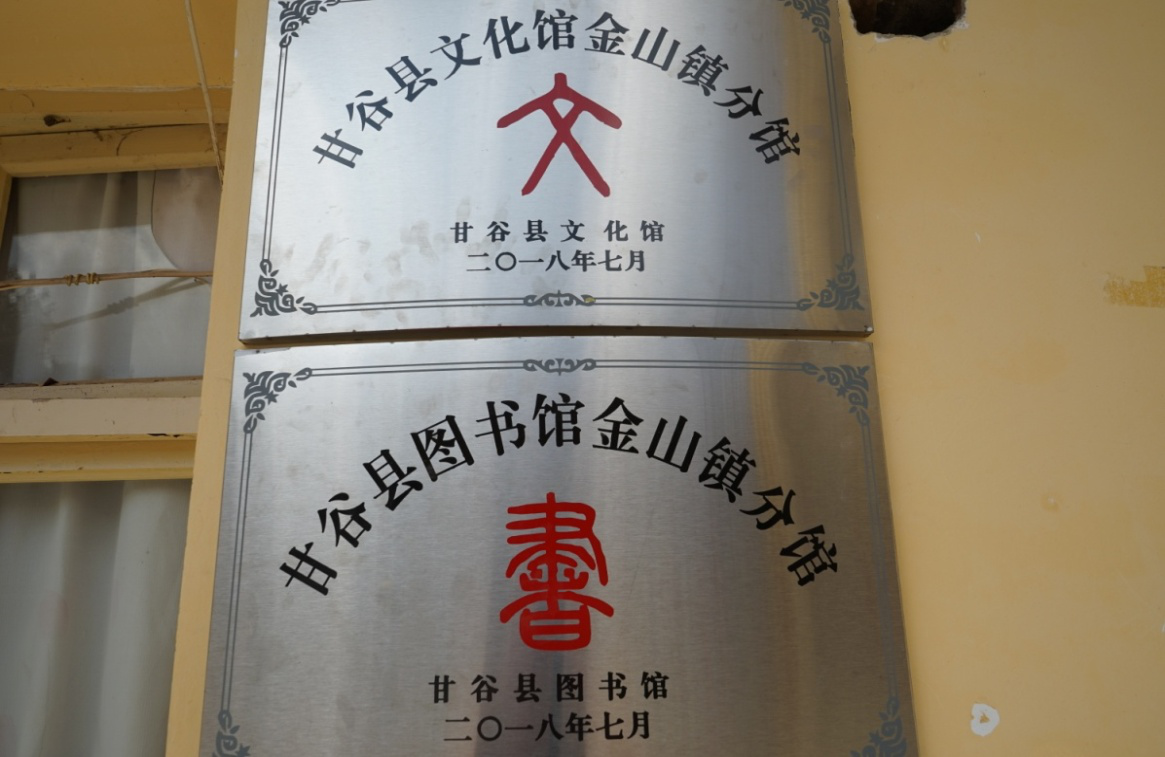 甘谷县文化馆金山镇分馆
文
甘谷县文化馆
二〇一八年七月
甘谷县图书馆金山镇分馆
書
甘谷县图书馆
二〇一八年七月